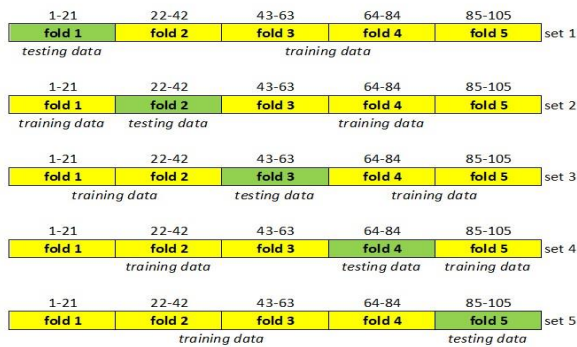 1-21 22-42 43-63 64-84 85-105
fold 1 fold 2 fold 3 fold 4 fold 5 set 1
testing data training data
1-21 22-42 43-63 64-84 85-105
fold 1 fold 2 fold 3 fold 4 fold 5 set 2
training data testing data training data
1-21 22-42 43-63 64-84 85-105
fold 1 fold 2 fold 3 fold 4 fold 5 set 3
training data testing data training data
1-21 22-42 43-63 64-84 85-105
fold 1 fold 2 fold 3 fold 4 fold 5 set 4
training data testing data training data
1-21 22-42 43-63 64-84 85-105
fold 1 fold 2 fold 3 fold 4 fold 5 set 5
training data testing data